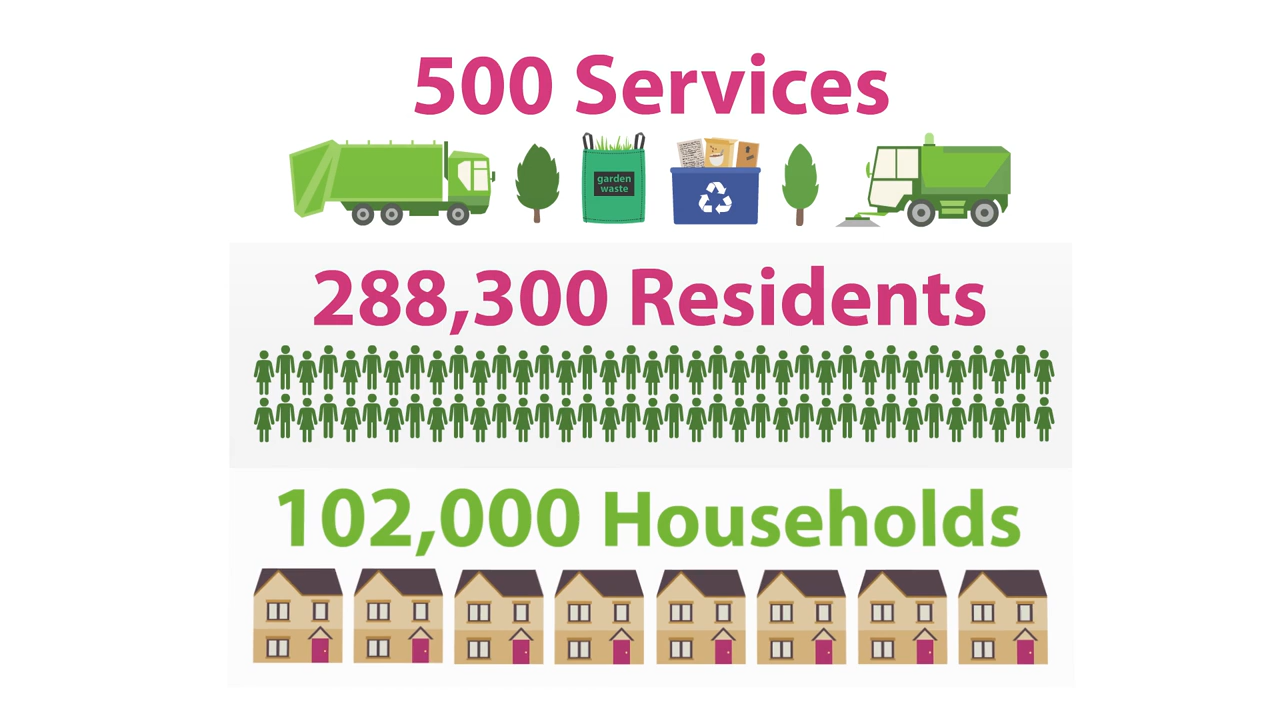 500 Services
garden
waste
288,300 Residents
102,000 Households